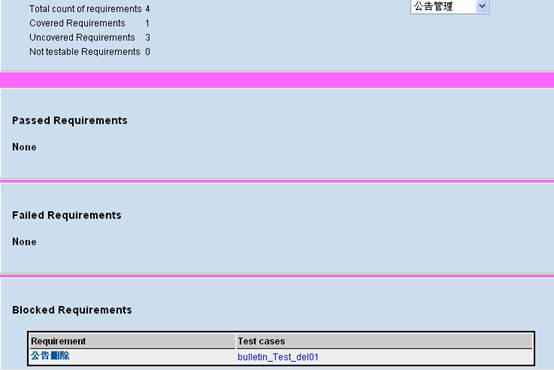 Total count of requirements 4
公告管理
Covered Requirements 1
Uncovered Requirements 3
Not testable Requirements 0
Passed Requirements
None
Failed Requirements
None
Blocked Requirements
Requirement Test cases
公告刪除 bulletin_Test_del01